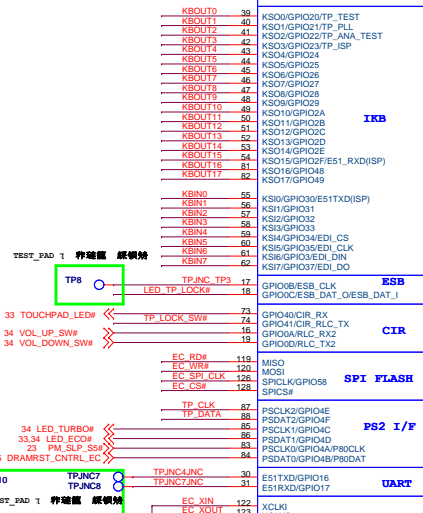 KBOUT0 39 KSO0/GPIO20/TP_TEST
KBOUT1 40 KSO1/GPIO21/TP_PLL
KBOUT2 41 KSO2/GPIO22/TP_ANA_TEST
KBOUT3 42 KSO3/GPIO23/TP_ISP
KBOUT4 43 KSO4/GPIO24
KBOUT5 44 KSO5/GPIO25
KBOUT6 45 KSO6/GPIO26
KBOUT7 46 KSO7/GPIO27
KBOUT8 47 KSO8/GPIO28
KBOUT9 48 KSO9/GPIO29
KBOUT10 49 KSO10/GPIO2A
KBOUT11 50 KSO11/GPIO2B IKB
KBOUT12 51 KSO12/GPIO2C
KBOUT13 52 KSO13/GPIO2D
KBOUT14 53 KSO14/GPIO2E
KBOUT15 54 KSO15/GPIO2F/E51_RXD(ISP)
KBOUT16 81 KSO16/GPIO48
KBOUT17 82 KSO17/GPIO49
KBIN0 55 KSI0/GPIO30/E51TXD(ISP)
KBIN1 56 KSI1/GPIO31
KBIN2 57 KSI2/GPIO32
KBIN3 58 KSI3/GPIO33
KBIN4 59 KSI4/GPIO34/EDI_CS
KBIN5 60 KSI5/GPIO35/EDI_CLK
KBIN6 61 KSI6/GPIO3/EDI_DIN
KBIN7 62 KSI7/GPIO37/EDI_DO
TEST_PAD
TP8 TPJNC_TP3 17 GPIO0B/ESB_CLK ESB
LED_TP_LOCK# 18 GPIO0C/ESB_DAT_O/ESB_DAT_I
33 TOUCHPAD_LED# 73 GPIO40/CIR_RX
TP_LOCK_SW# 74 GPIO41/CIR_RLC_TX
34 VOL_UP_SW# 16 GPIO0A/RLC_RX2 CIR
34 VOL_DOWN_SW# 19 GPIO0D/RLC_TX2
EC_RD# 119 MISO
EC_WR# 120 MOSI
EC_SPI_CLK 126 SPICLK/GPIO58 SPI FLASH
EC_CS# 128 SPICS#
TP_CLK 87 PSCLK2/GPIO4E
TP_DATA 88 PSDAT2/GPIO4F
34 LED_TURBO# 85 PSCLK1/GPIO4C PS2 I/F
33,34 LED_ECO# 86 PSDAT1/GPIO4D
23 PM_SLP_S5# 83 PSCLK0/GPIO4A/P80CLK
DRAMRST_CNTRL_EC 84 PSDAT0/GPIO4B/P80DAT
TPJNC7 TPJNC4JNC 30 E51TXD/GPIO16
TPJNC8 TPJNC7JNC 31 E51RXD/GPIO17 UART
EC_XIN 122 XCLKI
EC_XOUT 123